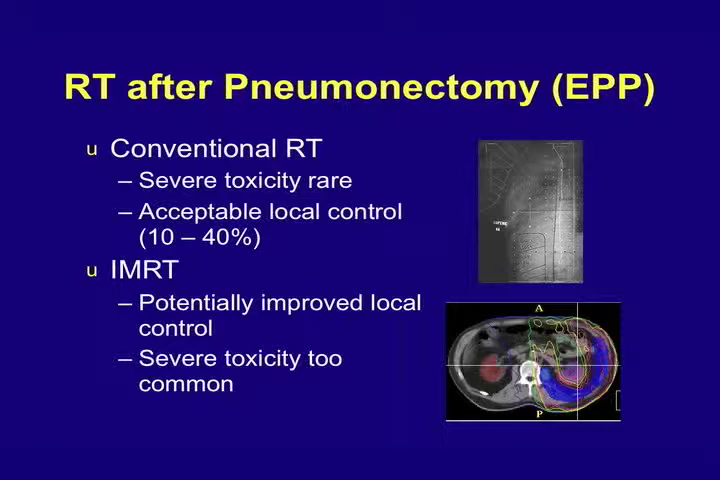 RT after Pneumonectomy (EPP)
u Conventional RT
– Severe toxicity rare
– Acceptable local control
(10 – 40%)
u IMRT
– Potentially improved local
control
– Severe toxicity too
common
A
P